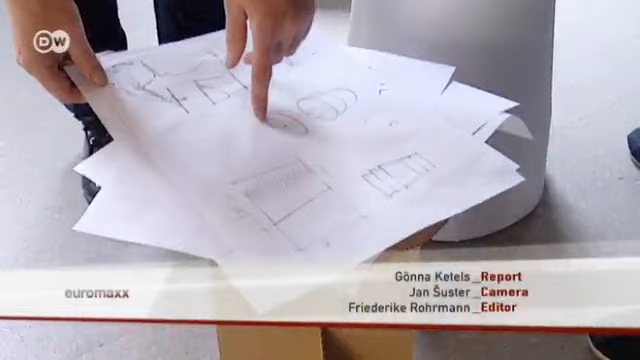 DW
euromaxx
Gönna Ketels_Report
Jan Šuster_Camera
Friederike Rohrmann_Editor